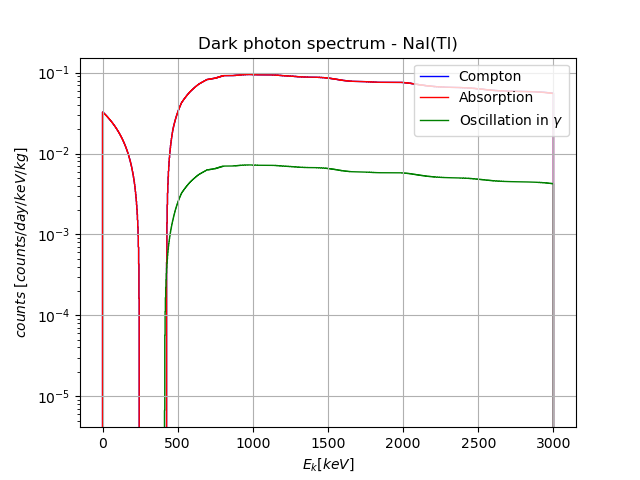 Dark photon spectrum - NaI(Tl)
Compton
Absorption
Oscillation in γ
counts [counts/day/keV/kg]
10⁻¹
10⁻²
10⁻³
10⁻⁴
10⁻⁵
0 500 1000 1500 2000 2500 3000
E_k[keV]